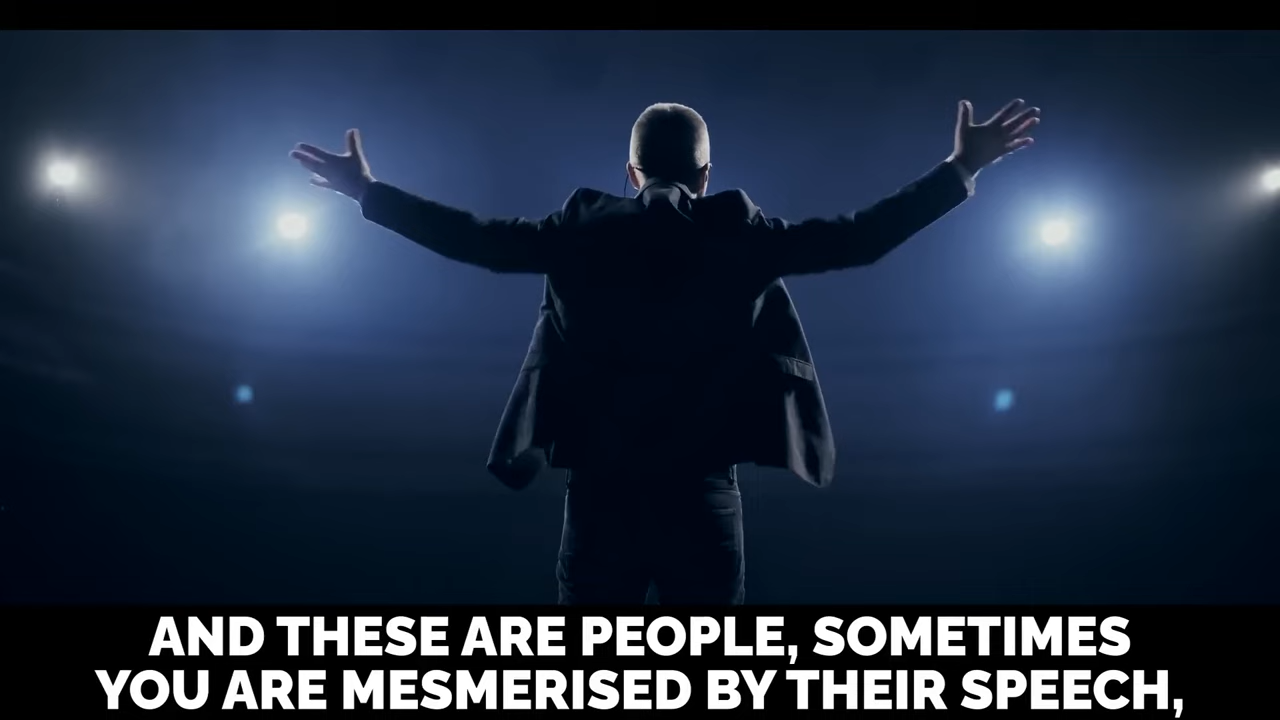 AND THESE ARE PEOPLE, SOMETIMES
YOU ARE MESMERISED BY THEIR SPEECH,